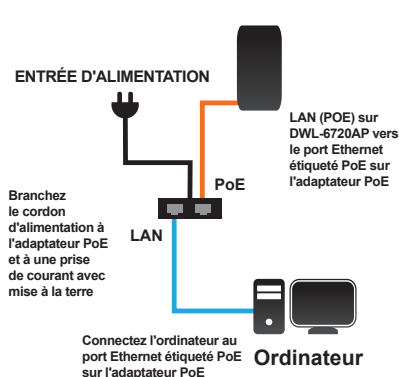 ENTRÉE D'ALIMENTATION
LAN (POE) sur
DWL-6720AP vers
le port Ethernet
étiqueté PoE sur
l'adaptateur PoE
PoE
Branchez
le cordon
d'alimentation à
l'adaptateur PoE
et à une prise
de courant avec
mise à la terre
LAN
Connectez l'ordinateur au
port Ethernet étiqueté PoE
sur l'adaptateur PoE
Ordinateur